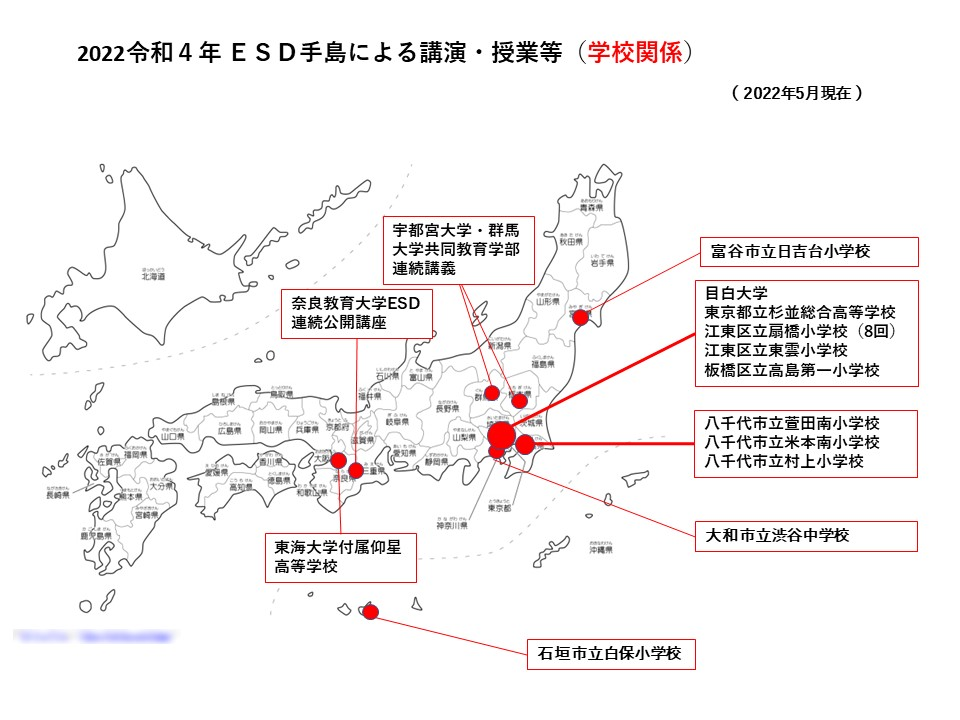 2022令和４年ＥＳＤ手島による講演・授業等（学校関係）
（2022年5月現在）
宇都宮大学・群馬
大学共同教育学部
連続講義
奈良教育大学ESD
連続公開講座
富谷市立日吉台小学校
目白大学
東京都立杉並総合高等学校
江東区立扇橋小学校（8回）
江東区立東雲小学校
板橋区立高島第一小学校
八千代市立萱田南小学校
八千代市立米本南小学校
八千代市立村上小学校
大和市立渋谷中学校
東海大学付属仰星
高等学校
石垣市立白保小学校
北海道
青森県
秋田県
岩手県
山形県
新潟県
福島県
石川県
富山県
福井県
長野県
岐阜県
山梨県
静岡県
愛知県
滋賀県
三重県
京都府
奈良県
和歌山県
兵庫県
鳥取県
島根県
岡山県
広島県
山口県
香川県
徳島県
愛媛県
高知県
福岡県
佐賀県
長崎県
大分県
熊本県
宮崎県
鹿児島県
東京都
神奈川県
沖縄県